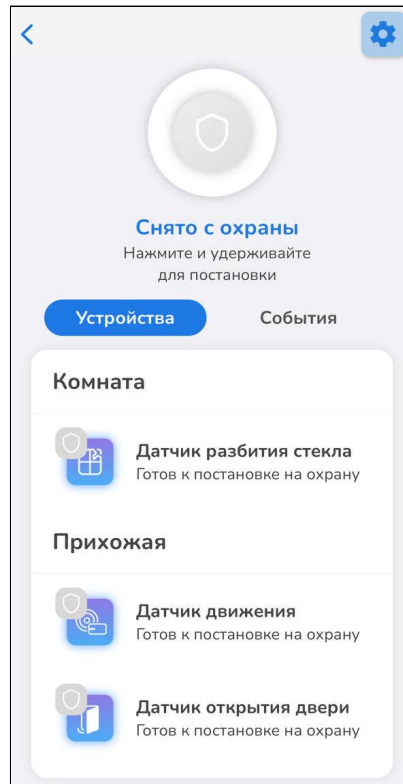 Снято с охраны
Нажмите и удерживайте
для постановки
Устройства
События
Комната
Датчик разбития стекла
Готов к постановке на охрану
Прихожая
Датчик движения
Готов к постановке на охрану
Датчик открытия двери
Готов к постановке на охрану